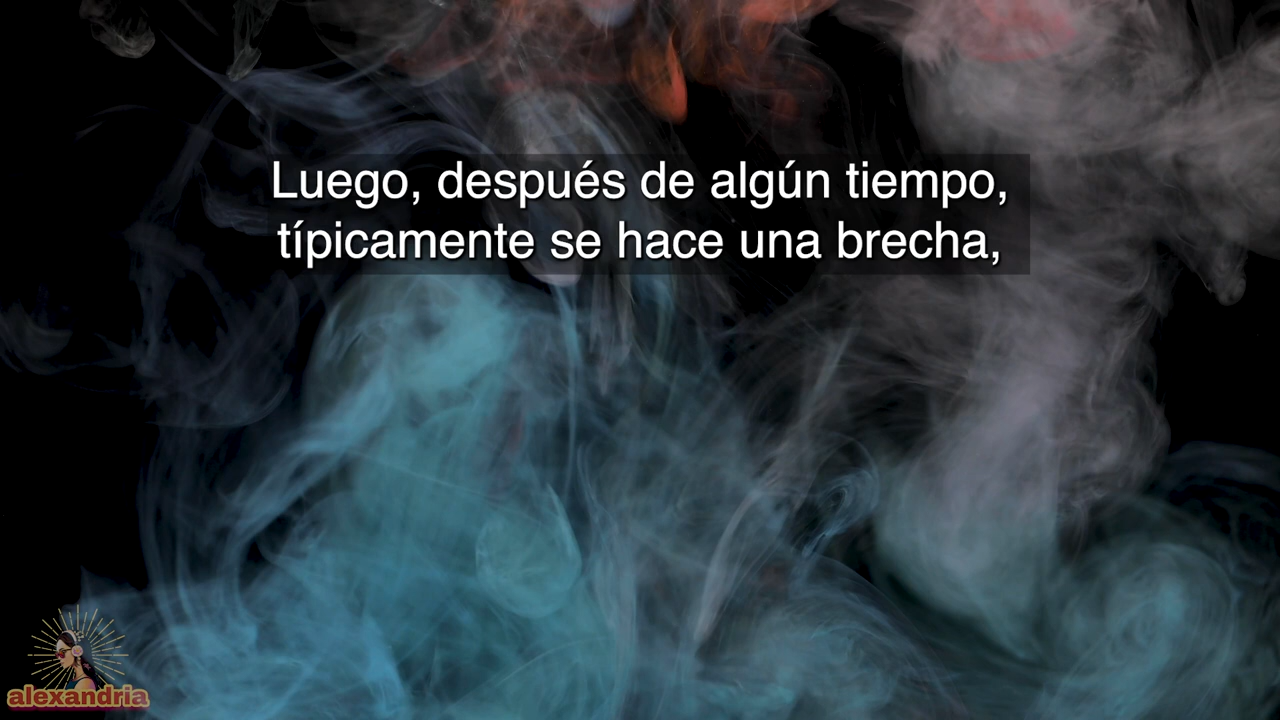 Luego, después de algún tiempo,
típicamente se hace una brecha,
alexandria